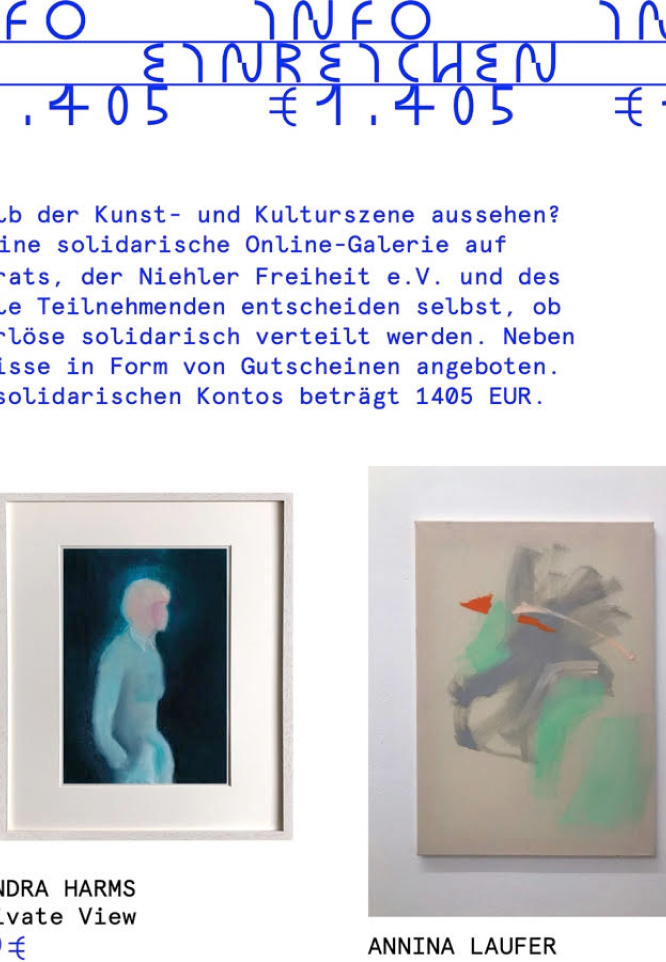 FO INFO IN
EINREICHEN
.405 €1.405 €
lb der Kunst- und Kulturszene aussehen?
ine solidarische Online-Galerie auf
rats, der Niehler Freiheit e.V. und des
le Teilnehmenden entscheiden selbst, ob
rlöse solidarisch verteilt werden. Neben
isse in Form von Gutscheinen angeboten.
solidarischen Kontos beträgt 1405 EUR.
NDRA HARMS
ivate View
€
ANNINA LAUFER